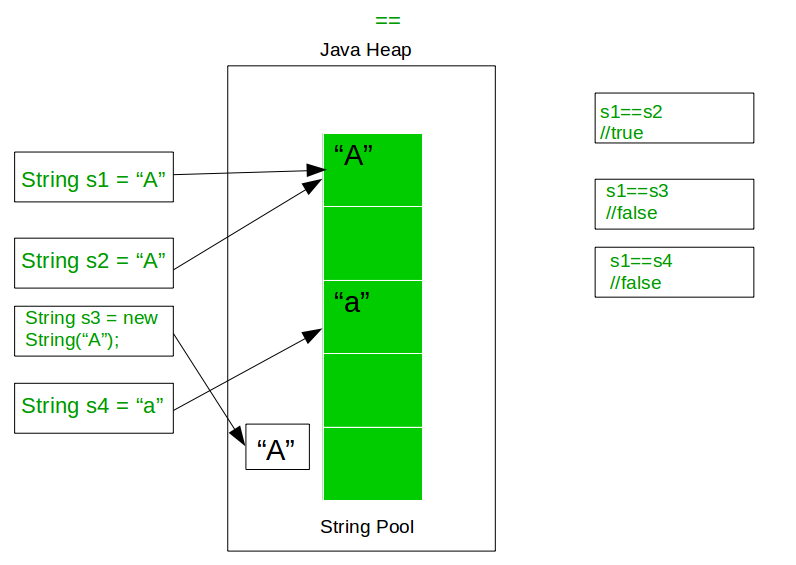 ==
Java Heap
String s1 = “A”
String s2 = “A”
String s3 = new
String(“A”);
String s4 = “a”
“A”
“a”
“A”
String Pool
s1==s2
//true
s1==s3
//false
s1==s4
//false